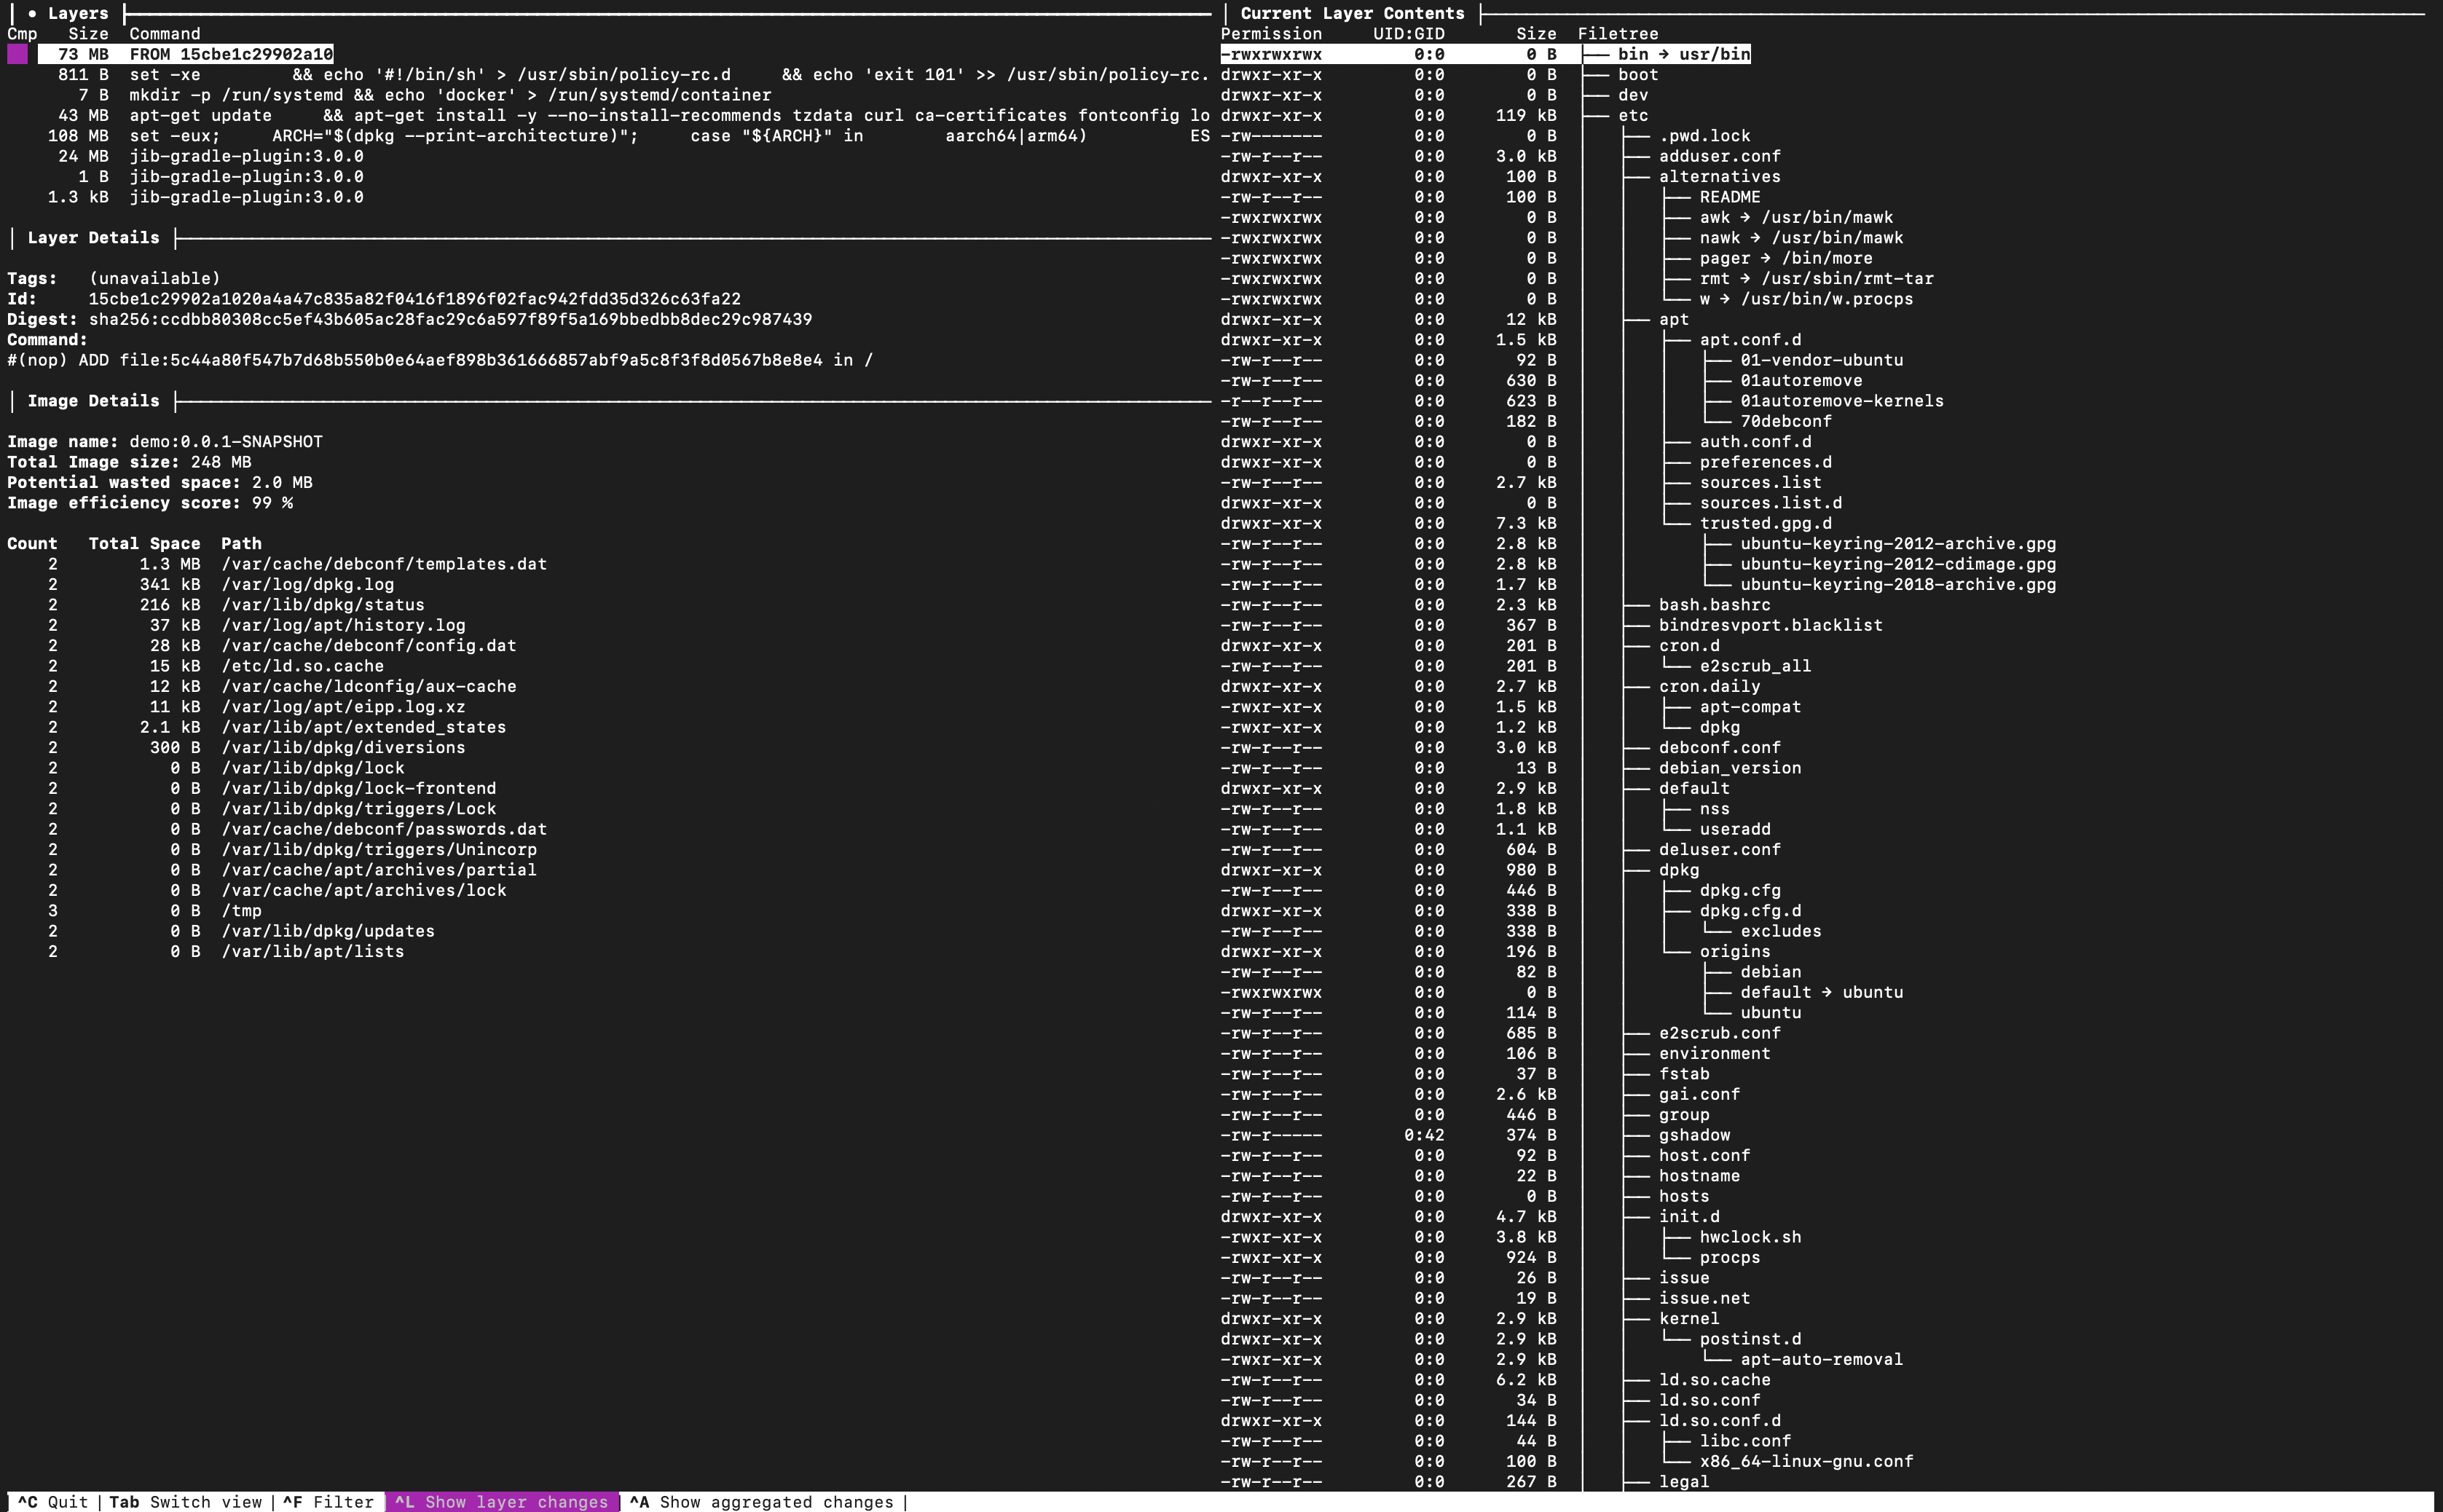 ● Layers
Cmp Size Command
73 MB FROM 15cbe1c29902a10
811 B set -xe && echo '#!/bin/sh' > /usr/sbin/policy-rc.d && echo 'exit 101' >> /usr/sbin/policy-rc.
7 B mkdir -p /run/systemd && echo 'docker' > /run/systemd/container
43 MB apt-get update && apt-get install -y --no-install-recommends tzdata curl ca-certificates fontconfig lo
108 MB set -eux; ARCH="$(dpkg --print-architecture)"; case "${ARCH}" in aarch64|arm64) ES
24 MB jib-gradle-plugin:3.0.0
1 B jib-gradle-plugin:3.0.0
1.3 kB jib-gradle-plugin:3.0.0
Layer Details
Tags: (unavailable)
Id: 15cbe1c29902a1020a4a47c835a82f0416f1896f02fac942fdd35d326c63fa22
Digest: sha256:ccdbb80308cc5ef43b605ac28fac29c6a597f89f5a169bbedbb8dec29c987439
Command:
#(nop) ADD file:5c44a80f547b7d68b550b0e64aef898b361666857abf9a5c8f3f8d0567b8e8e4 in /
Image Details
Image name: demo:0.0.1-SNAPSHOT
Total Image size: 248 MB
Potential wasted space: 2.0 MB
Image efficiency score: 99 %
Count Total Space Path
2 1.3 MB /var/cache/debconf/templates.dat
2 341 kB /var/log/dpkg.log
2 216 kB /var/lib/dpkg/status
2 37 kB /var/log/apt/history.log
2 28 kB /var/cache/debconf/config.dat
2 15 kB /etc/ld.so.cache
2 12 kB /var/cache/ldconfig/aux-cache
2 11 kB /var/log/apt/eipp.log.xz
2 2.1 kB /var/lib/apt/extended_states
2 300 B /var/lib/dpkg/diversions
2 0 B /var/lib/dpkg/lock
2 0 B /var/lib/dpkg/lock-frontend
2 0 B /var/lib/dpkg/triggers/Lock
2 0 B /var/cache/debconf/passwords.dat
2 0 B /var/lib/dpkg/triggers/Unincorp
2 0 B /var/cache/apt/archives/partial
2 0 B /var/cache/apt/archives/lock
3 0 B /tmp
2 0 B /var/lib/dpkg/updates
2 0 B /var/lib/apt/lists
Current Layer Contents
Permission UID:GID Size Filetree
-rwxrwxrwx 0:0 0 B ├── bin → usr/bin
drwxr-xr-x 0:0 0 B ├── boot
drwxr-xr-x 0:0 0 B ├── dev
drwxr-xr-x 0:0 119 kB ├── etc
-rw------- 0:0 0 B │ ├── .pwd.lock
-rw-r--r-- 0:0 3.0 kB │ ├── adduser.conf
drwxr-xr-x 0:0 100 B │ ├── alternatives
-rw-r--r-- 0:0 100 B │ │ ├── README
-rwxrwxrwx 0:0 0 B │ │ ├── awk → /usr/bin/mawk
-rwxrwxrwx 0:0 0 B │ │ ├── nawk → /usr/bin/mawk
-rwxrwxrwx 0:0 0 B │ │ ├── pager → /bin/more
-rwxrwxrwx 0:0 0 B │ │ ├── rmt → /usr/sbin/rmt-tar
-rwxrwxrwx 0:0 0 B │ │ └── w → /usr/bin/w.procps
drwxr-xr-x 0:0 12 kB │ ├── apt
drwxr-xr-x 0:0 1.5 kB │ │ ├── apt.conf.d
-rw-r--r-- 0:0 92 B │ │ │ ├── 01-vendor-ubuntu
-rw-r--r-- 0:0 630 B │ │ │ ├── 01autoremove
-r--r--r-- 0:0 623 B │ │ │ ├── 01autoremove-kernels
-rw-r--r-- 0:0 182 B │ │ │ └── 70debconf
drwxr-xr-x 0:0 0 B │ │ ├── auth.conf.d
drwxr-xr-x 0:0 0 B │ │ ├── preferences.d
-rw-r--r-- 0:0 2.7 kB │ │ ├── sources.list
drwxr-xr-x 0:0 0 B │ │ ├── sources.list.d
drwxr-xr-x 0:0 7.3 kB │ │ └── trusted.gpg.d
-rw-r--r-- 0:0 2.8 kB │ │ ├── ubuntu-keyring-2012-archive.gpg
-rw-r--r-- 0:0 2.8 kB │ │ ├── ubuntu-keyring-2012-cdimage.gpg
-rw-r--r-- 0:0 1.7 kB │ │ └── ubuntu-keyring-2018-archive.gpg
-rw-r--r-- 0:0 2.3 kB │ ├── bash.bashrc
-rw-r--r-- 0:0 367 B │ ├── bindresvport.blacklist
drwxr-xr-x 0:0 201 B │ ├── cron.d
-rw-r--r-- 0:0 201 B │ │ └── e2scrub_all
drwxr-xr-x 0:0 2.7 kB │ ├── cron.daily
-rwxr-xr-x 0:0 1.5 kB │ │ ├── apt-compat
-rwxr-xr-x 0:0 1.2 kB │ │ └── dpkg
-rw-r--r-- 0:0 3.0 kB │ ├── debconf.conf
-rw-r--r-- 0:0 13 B │ ├── debian_version
drwxr-xr-x 0:0 2.9 kB │ ├── default
-rw-r--r-- 0:0 1.8 kB │ │ ├── nss
-rw-r--r-- 0:0 1.1 kB │ │ └── useradd
-rw-r--r-- 0:0 604 B │ ├── deluser.conf
drwxr-xr-x 0:0 980 B │ ├── dpkg
-rw-r--r-- 0:0 446 B │ │ ├── dpkg.cfg
drwxr-xr-x 0:0 338 B │ │ ├── dpkg.cfg.d
-rw-r--r-- 0:0 338 B │ │ │ └── excludes
drwxr-xr-x 0:0 196 B │ │ └── origins
-rw-r--r-- 0:0 82 B │ │ ├── debian
-rwxrwxrwx 0:0 0 B │ │ ├── default → ubuntu
-rw-r--r-- 0:0 114 B │ │ └── ubuntu
-rw-r--r-- 0:0 685 B │ ├── e2scrub.conf
-rw-r--r-- 0:0 106 B │ ├── environment
-rw-r--r-- 0:0 37 B │ ├── fstab
-rw-r--r-- 0:0 2.6 kB │ ├── gai.conf
-rw-r--r-- 0:0 446 B │ ├── group
-rw-r----- 0:42 374 B │ ├── gshadow
-rw-r--r-- 0:0 92 B │ ├── host.conf
-rw-r--r-- 0:0 22 B │ ├── hostname
-rw-r--r-- 0:0 0 B │ ├── hosts
drwxr-xr-x 0:0 4.7 kB │ ├── init.d
-rwxr-xr-x 0:0 3.8 kB │ │ ├── hwclock.sh
-rwxr-xr-x 0:0 924 B │ │ └── procps
-rw-r--r-- 0:0 26 B │ ├── issue
-rw-r--r-- 0:0 19 B │ ├── issue.net
drwxr-xr-x 0:0 2.9 kB │ ├── kernel
drwxr-xr-x 0:0 2.9 kB │ │ └── postinst.d
-rwxr-xr-x 0:0 2.9 kB │ │ └── apt-auto-removal
-rw-r--r-- 0:0 6.2 kB │ ├── ld.so.cache
-rw-r--r-- 0:0 34 B │ ├── ld.so.conf
drwxr-xr-x 0:0 144 B │ ├── ld.so.conf.d
-rw-r--r-- 0:0 44 B │ │ ├── libc.conf
-rw-r--r-- 0:0 100 B │ │ └── x86_64-linux-gnu.conf
-rw-r--r-- 0:0 267 B │ ├── legal
^C Quit | Tab Switch view | ^F Filter | ^L Show layer changes | ^A Show aggregated changes |